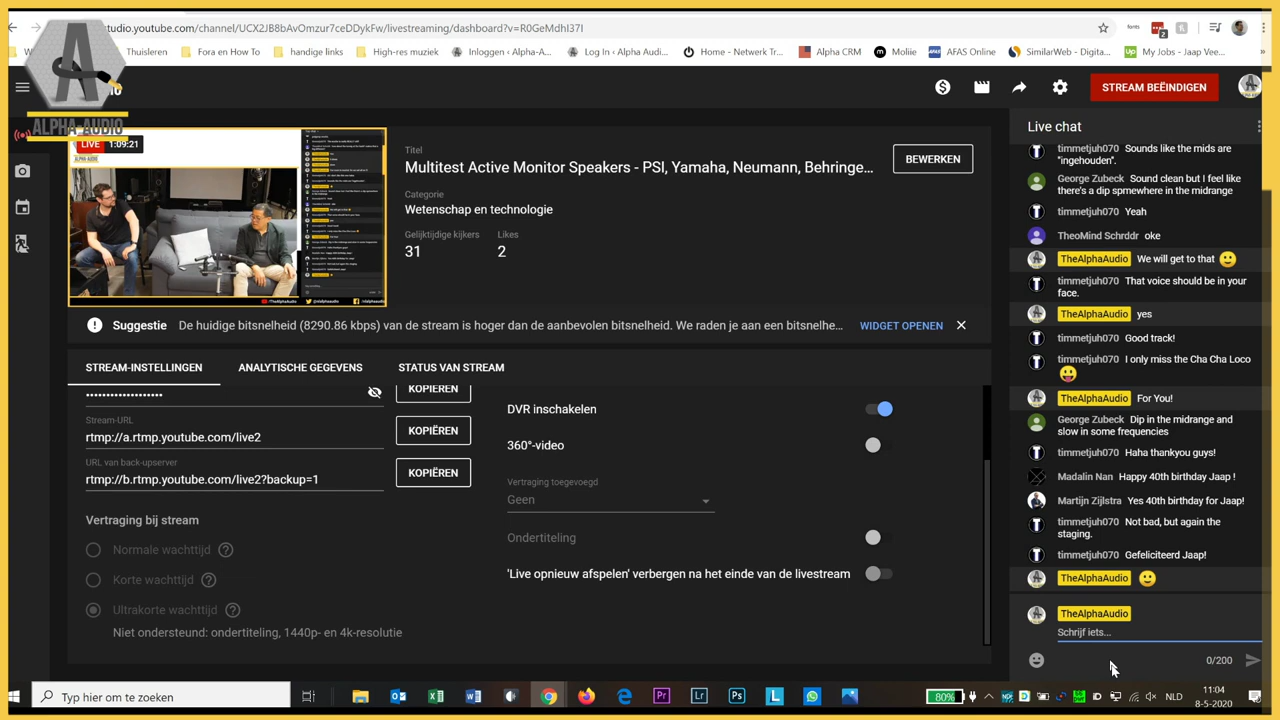 studio.youtube.com/channel/UCX2JB8bAvOmzur7ceDDykFw/livestreaming/dashboard?v=R0GeMdhI37I
Thuisleren
Fora en How To
handige links
High-res muziek
Inloggen ‹ Alpha-A...
Log In ‹ Alpha Audi...
Home - Netwerk Tr...
Alpha CRM
Mollie
AFAS Online
SimilarWeb - Digita...
My Jobs - Jaap Vee...
ALPHA-AUDIO
STREAM BEËINDIGEN
LIVE 1:09:21
Titel
Multitest Active Monitor Speakers - PSI, Yamaha, Neumann, Behringe...
BEWERKEN
Categorie
Wetenschap en technologie
Gelijktijdige kijkers
Likes
31
2
Suggestie
De huidige bitsnelheid (8290.86 kbps) van de stream is hoger dan de aanbevolen bitsnelheid. We raden je aan een bitsnelhe...
WIDGET OPENEN
STREAM-INSTELLINGEN
ANALYTISCHE GEGEVENS
STATUS VAN STREAM
KOPIËREN
Stream-URL
rtmp://a.rtmp.youtube.com/live2
KOPIËREN
URL van back-upserver
rtmp://b.rtmp.youtube.com/live2?backup=1
KOPIËREN
Vertraging bij stream
Normale wachttijd
Korte wachttijd
Ultrakorte wachttijd
Niet ondersteund: ondertiteling, 1440p- en 4k-resolutie
DVR inschakelen
360°-video
Vertraging toegevoegd
Geen
Ondertiteling
'Live opnieuw afspelen' verbergen na het einde van de livestream
Live chat
timmetjuh070 Sounds like the mids are
"ingehouden".
George Zubeck Sound clean but I feel like
there's a dip spmewhere in the midrange
timmetjuh070 Yeah
TheoMind Schrddr oke
TheAlphaAudio We will get to that 🙂
timmetjuh070 That voice should be in your
face.
TheAlphaAudio yes
timmetjuh070 Good track!
timmetjuh070 I only miss the Cha Cha Loco
😛
TheAlphaAudio For You!
George Zubeck Dip in the midrange and
slow in some frequencies
timmetjuh070 Haha thankyou guys!
Madalin Nan Happy 40th birthday Jaap !
Martijn Zijlstra Yes 40th birthday for Jaap!
timmetjuh070 Not bad, but again the
staging.
timmetjuh070 Gefeliciteerd Jaap!
TheAlphaAudio 🙂
TheAlphaAudio
Schrijf iets...
0/200
Typ hier om te zoeken
80%
NLD
11:04
8-5-2020